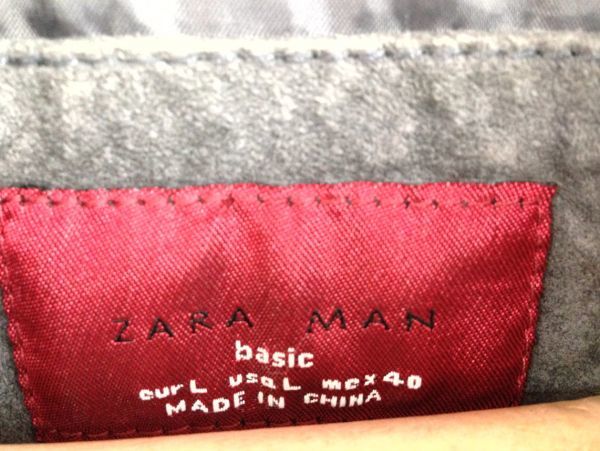 ZARA MAN
basic
eur L usa L mex 40
MADE IN CHINA